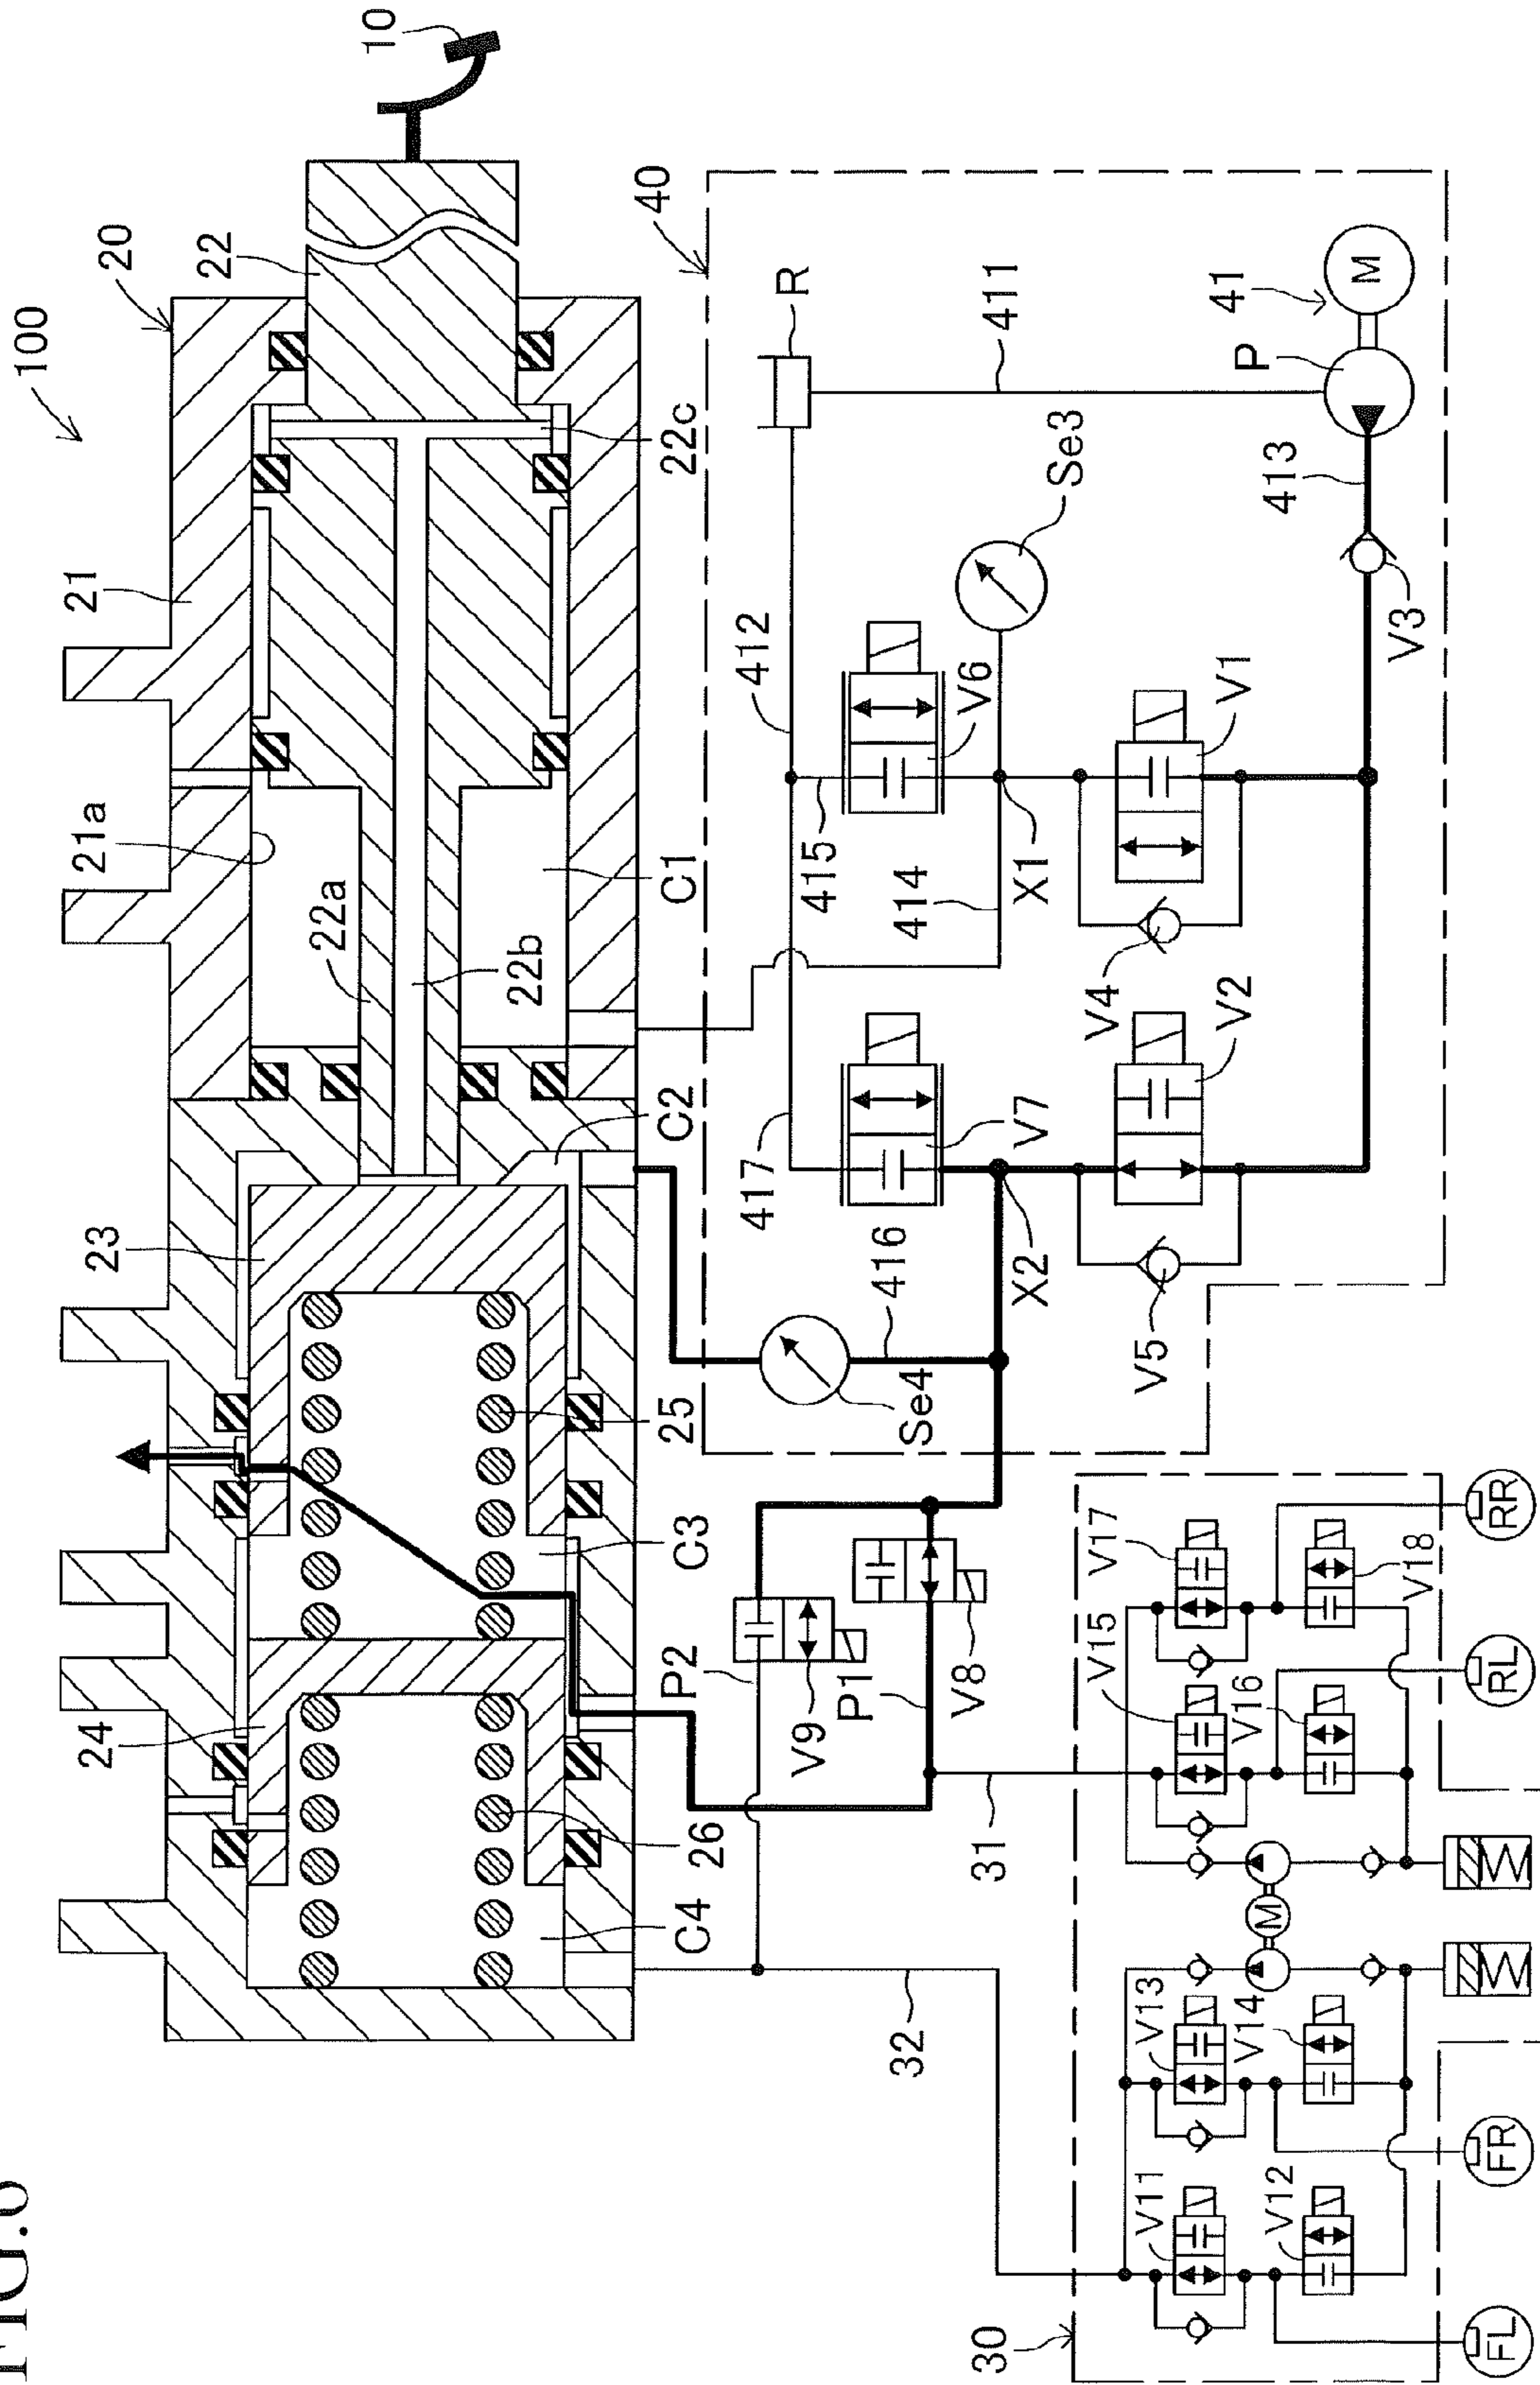 FIG.6
100
20
21
22
10
21a
22a
22b
22c
C1
C2
23
24
25
26
C3
C4
40
R
411
412
Se3
41
P
M
413
V3
V6
415
414
X1
V1
V4
V2
V7
417
416
X2
V5
Se4
P2
V9
P1
V8
31
32
30
V17
V18
V15
V16
M
V13
V14
V11
V12
RR
RL
FR
FL